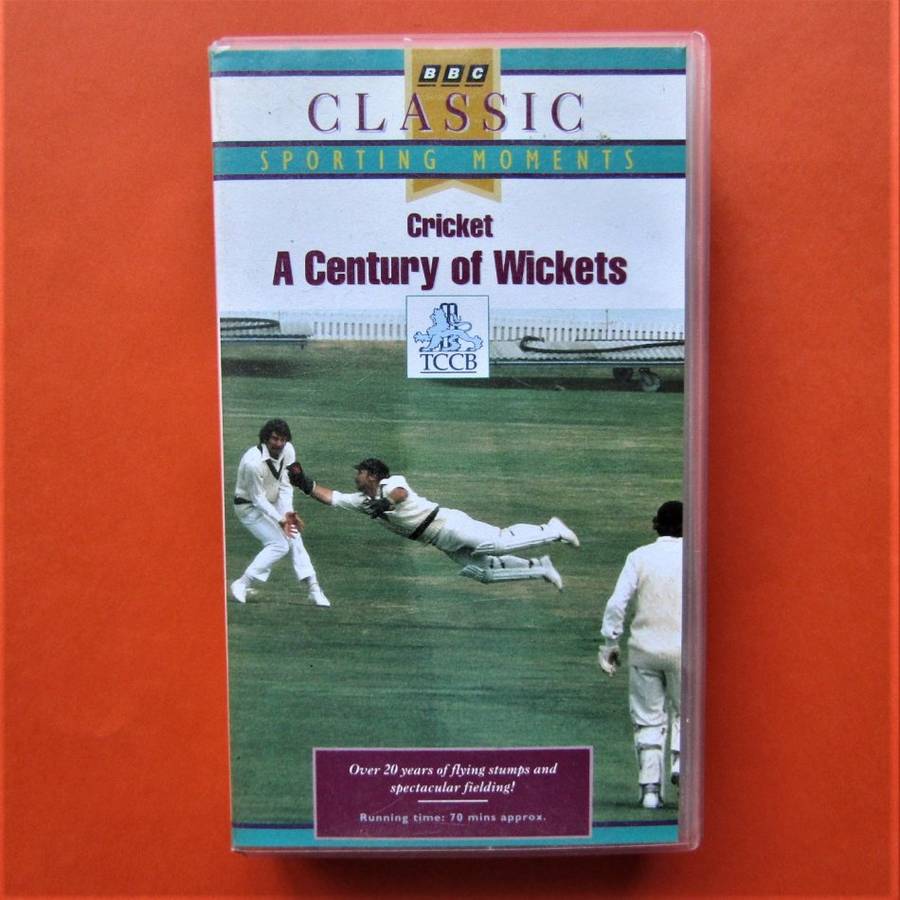 BBC
CLASSIC
SPORTING MOMENTS
Cricket
A Century of Wickets
TCCB
Over 20 years of flying stumps and
spectacular fielding!
Running time: 70 mins approx.